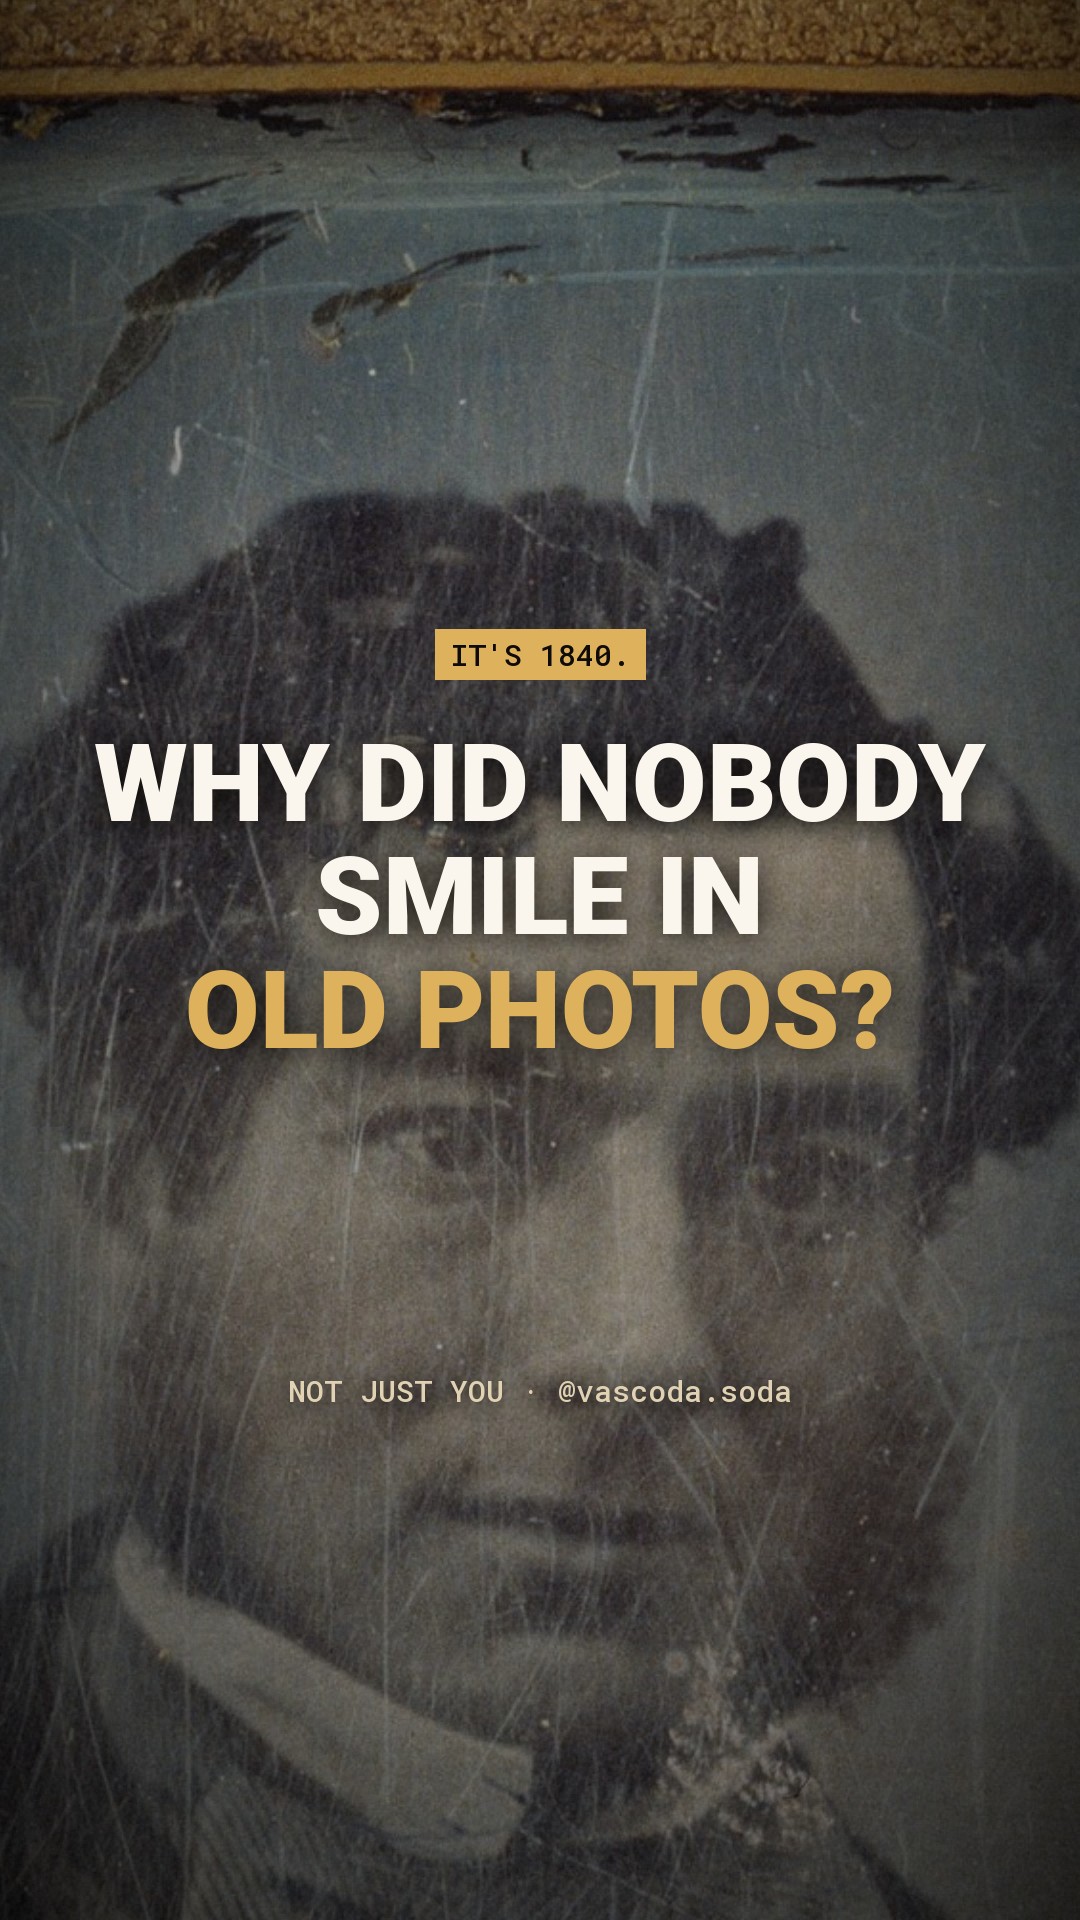 IT'S 1840.
WHY DID NOBODY
SMILE IN
OLD PHOTOS?
NOT JUST YOU · @vascoda.soda